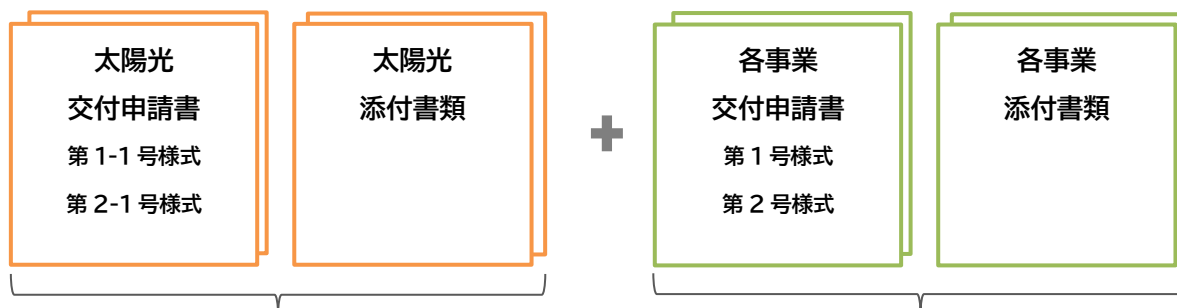 太陽光
交付申請書
第 1-1 号様式
第 2-1 号様式
太陽光
添付書類
各事業
交付申請書
第 1 号様式
第 2 号様式
各事業
添付書類